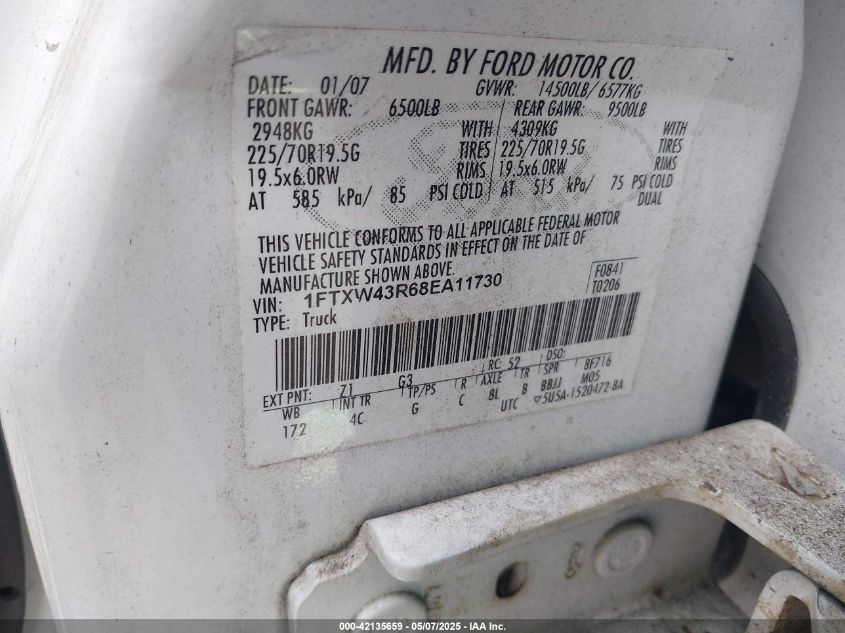 MFD. BY FORD MOTOR CO.
DATE: 01/07 GVWR: 14500LB/ 6577KG
FRONT GAWR: 6500LB REAR GAWR: 9500LB
2948KG WITH 4309KG WITH
225/70R19.5G TIRES 225/70R19.5G TIRES
19.5x6.0RW RIMS 19.5x6.0RW RIMS
AT 585 kPa/ 85 PSI COLD AT 515 kPa/ 75 PSI COLD
DUAL
THIS VEHICLE CONFORMS TO ALL APPLICABLE FEDERAL MOTOR
VEHICLE SAFETY STANDARDS IN EFFECT ON THE DATE OF
MANUFACTURE SHOWN ABOVE.
VIN: 1FTXW43R68EA11730 F0841
TYPE: Truck T0206
EXT PNT: Z1 G3 RC: 52 DSO:
WB INT TR TP/PS R AXLE TR SPR 8F716
172 4C G C 8L B BBJJ M05
UTC ▽5U5A-1520472-BA
000-42135659 - 05/07/2025 - IAA Inc.